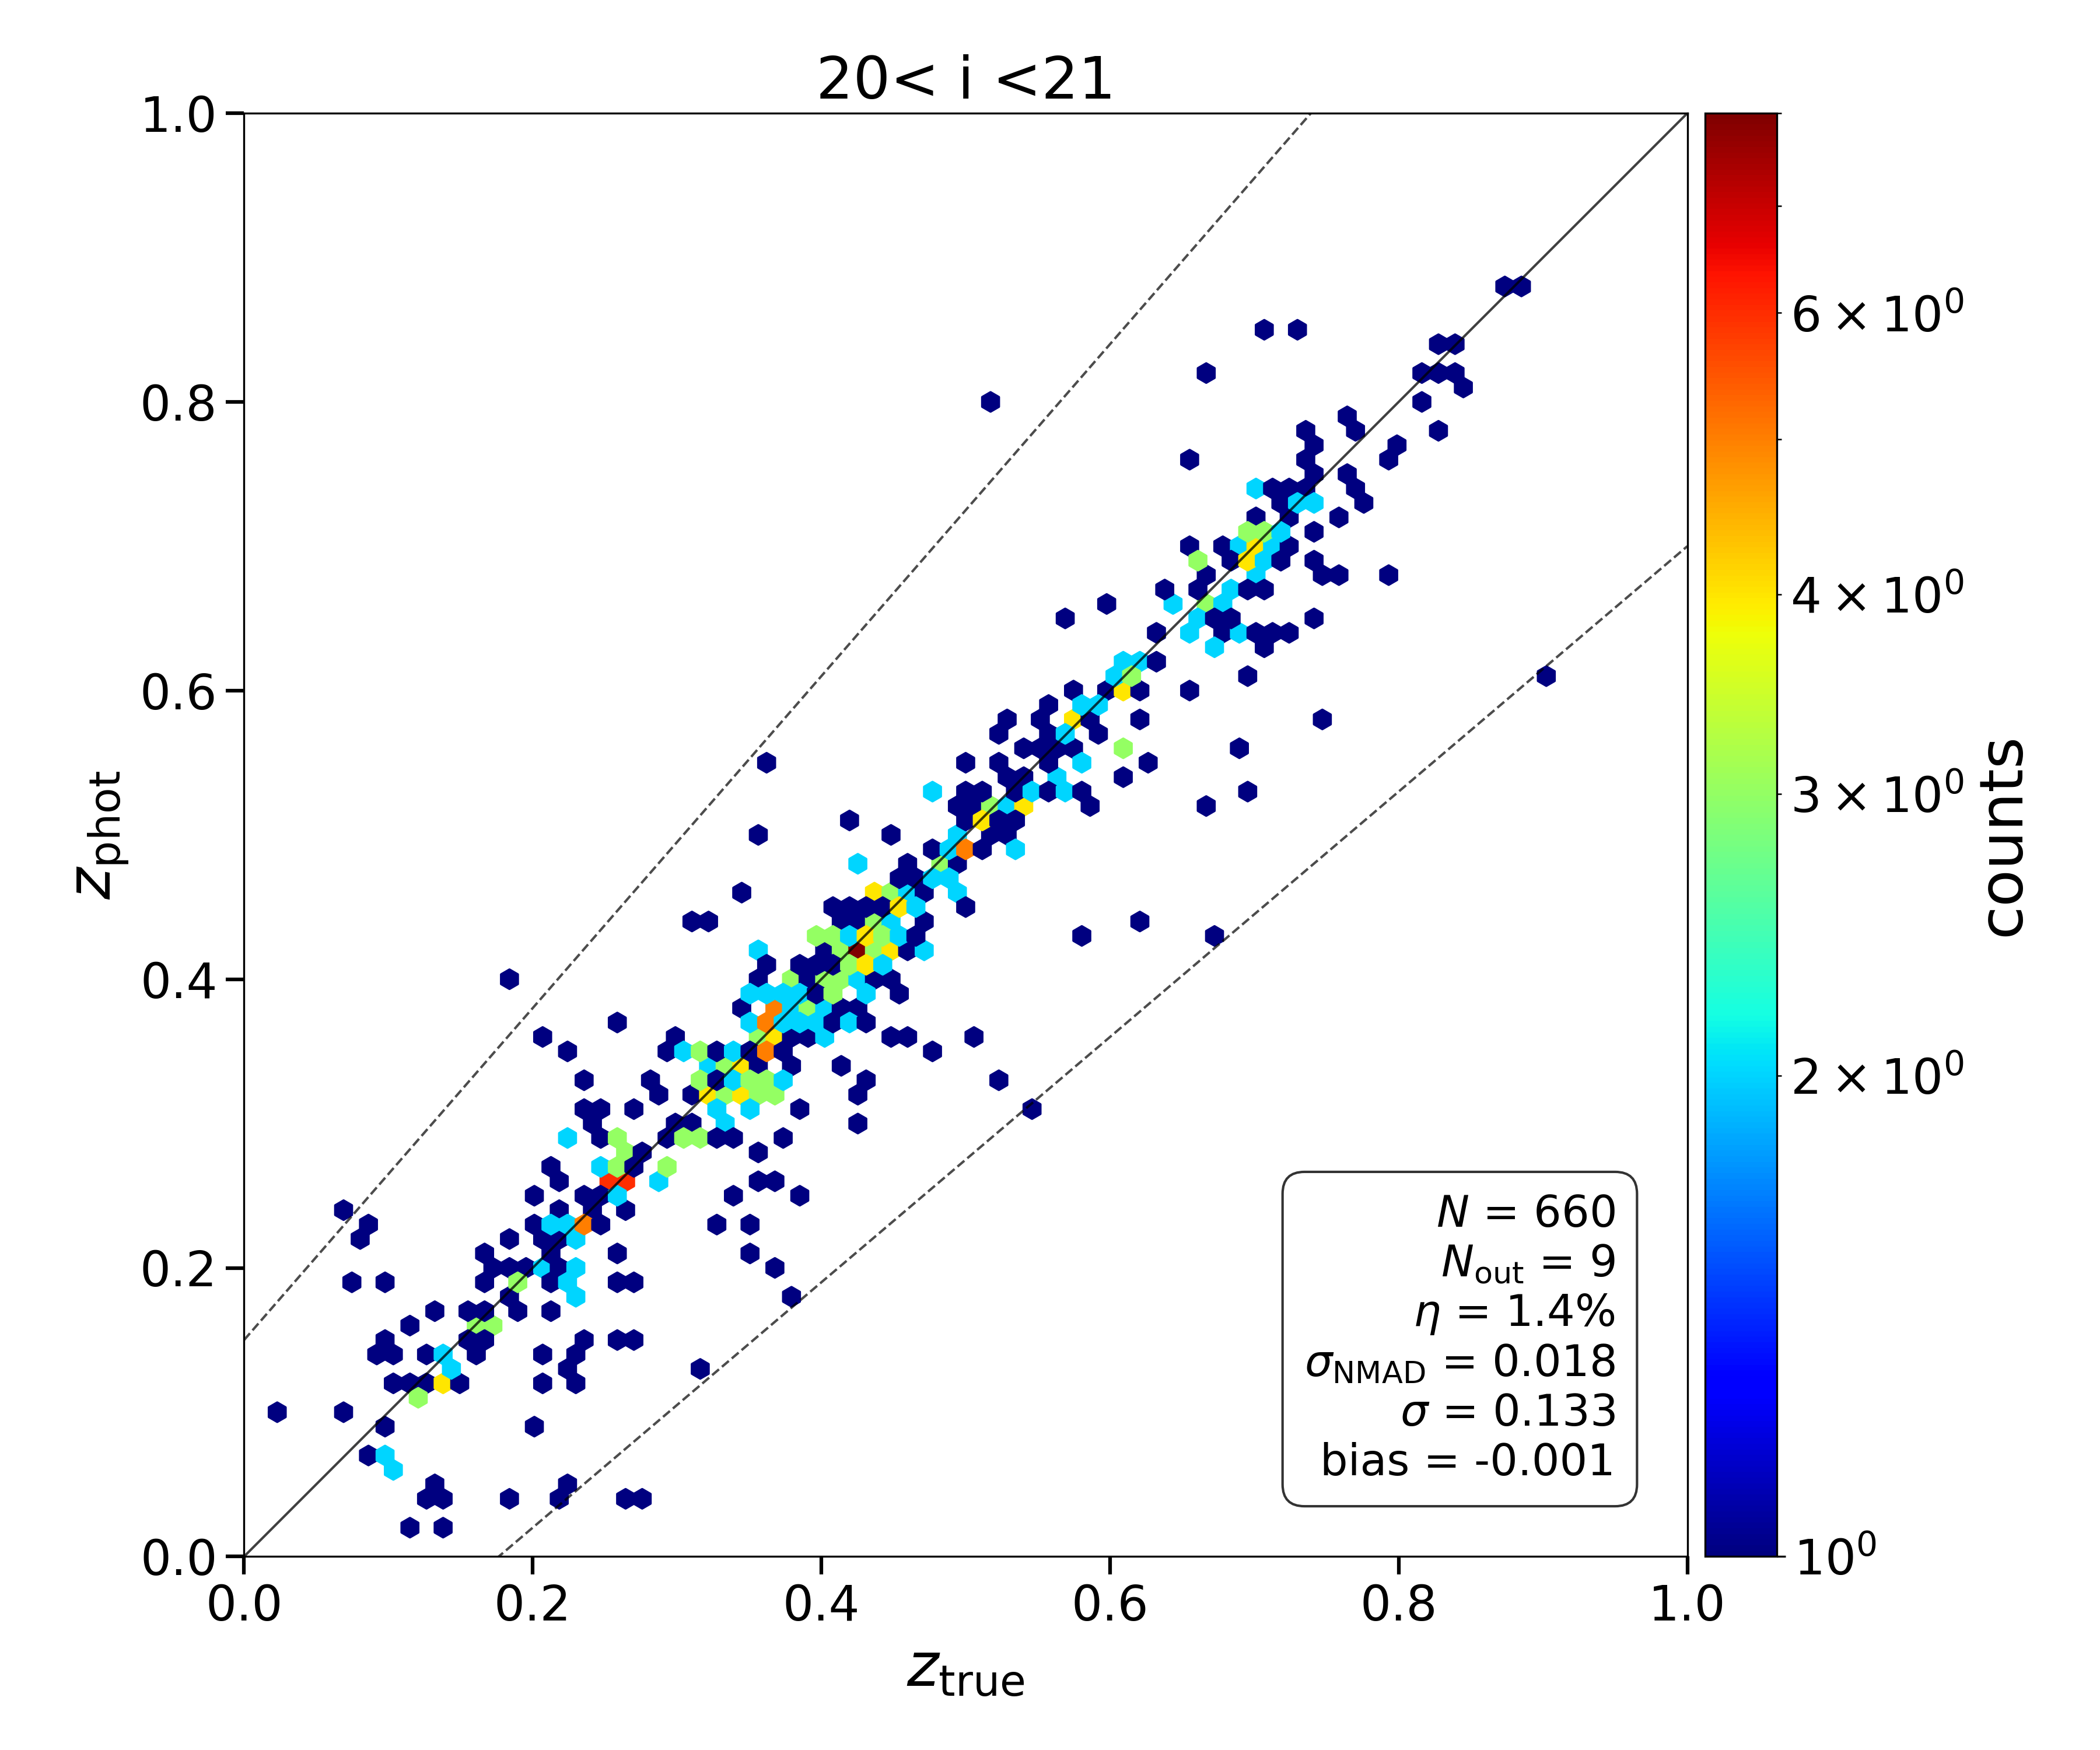 20< i <21
1.0
0.8
0.6
0.4
0.2
0.0
z_phot
0.0 0.2 0.4 0.6 0.8 1.0
z_true
N = 660
N_out = 9
η = 1.4%
σ_NMAD = 0.018
σ = 0.133
bias = -0.001
6 × 10⁰
4 × 10⁰
3 × 10⁰
2 × 10⁰
10⁰
counts